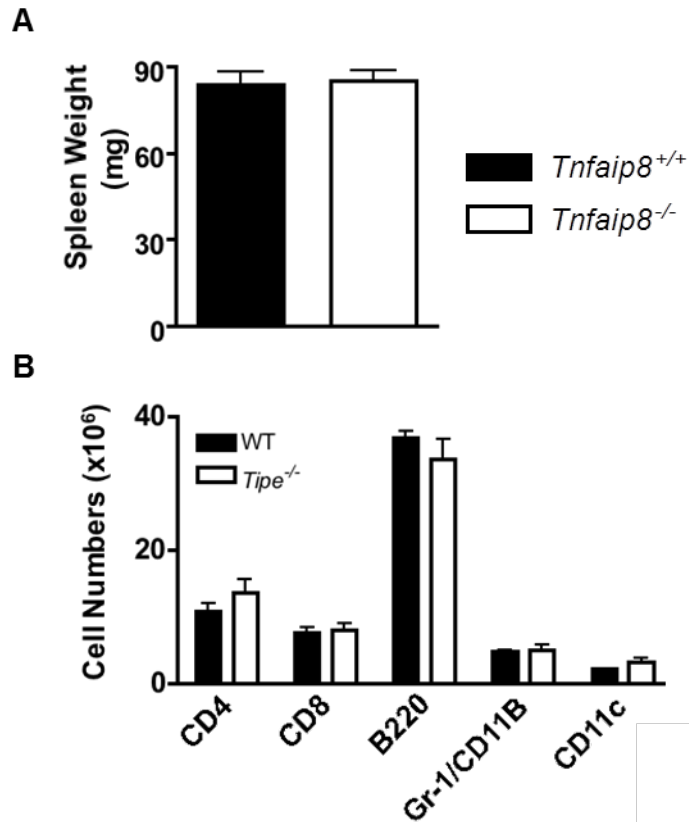 A
Spleen Weight
(mg)
90
60
30
0
Tnfaip8+/+
Tnfaip8-/-
B
Cell Numbers (x10⁶)
40
20
0
WT
Tipe-/-
CD4
CD8
B220
Gr-1/CD11B
CD11c